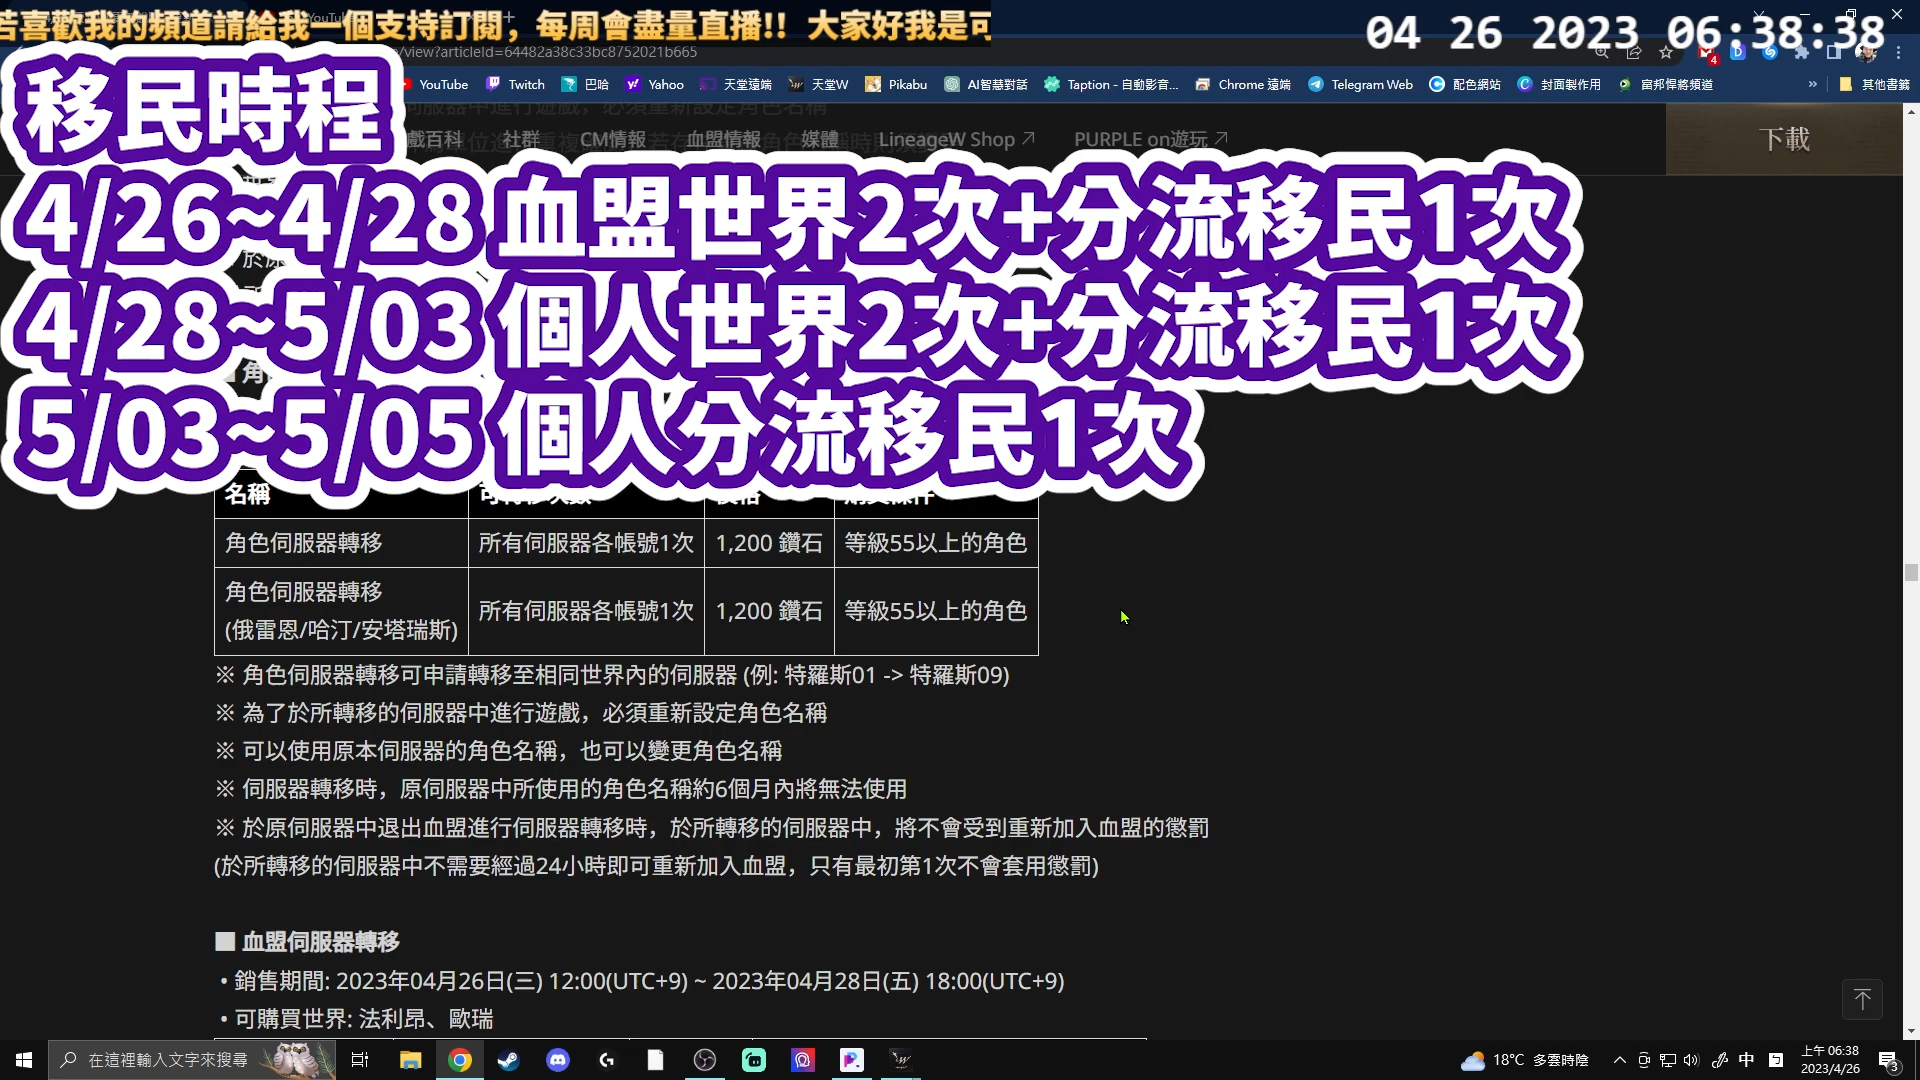 若喜歡我的頻道請給我一個支持訂閱，每周會盡量直播!! 大家好我是可
04 26 2023 06:38:38
/view?articleId=64482a38c33bc8752021b665
YouTube Twitch 巴哈 Yahoo 天堂遠端 天堂W Pikabu AI智慧對話 Taption - 自動影音... Chrome 遠端 Telegram Web 配色網站 封面製作用 富邦悍將頻道 » 其他書籤
移民時程
戲百科 社群 CM情報 血盟情報 媒體 LineageW Shop PURPLE on遊玩 下載
4/26~4/28 血盟世界2次+分流移民1次
4/28~5/03 個人世界2次+分流移民1次
5/03~5/05 個人分流移民1次
名稱
角色伺服器轉移 所有伺服器各帳號1次 1,200 鑽石 等級55以上的角色
角色伺服器轉移
(俄雷恩/哈汀/安塔瑞斯) 所有伺服器各帳號1次 1,200 鑽石 等級55以上的角色
※ 角色伺服器轉移可申請轉移至相同世界內的伺服器 (例: 特羅斯01 -> 特羅斯09)
※ 為了於所轉移的伺服器中進行遊戲，必須重新設定角色名稱
※ 可以使用原本伺服器的角色名稱，也可以變更角色名稱
※ 伺服器轉移時，原伺服器中所使用的角色名稱約6個月內將無法使用
※ 於原伺服器中退出血盟進行伺服器轉移時，於所轉移的伺服器中，將不會受到重新加入血盟的懲罰
(於所轉移的伺服器中不需要經過24小時即可重新加入血盟，只有最初第1次不會套用懲罰)
■ 血盟伺服器轉移
• 銷售期間: 2023年04月26日(三) 12:00(UTC+9) ~ 2023年04月28日(五) 18:00(UTC+9)
• 可購買世界: 法利昂、歐瑞
在這裡輸入文字來搜尋
18°C 多雲時陰
中
上午 06:38
2023/4/26
3